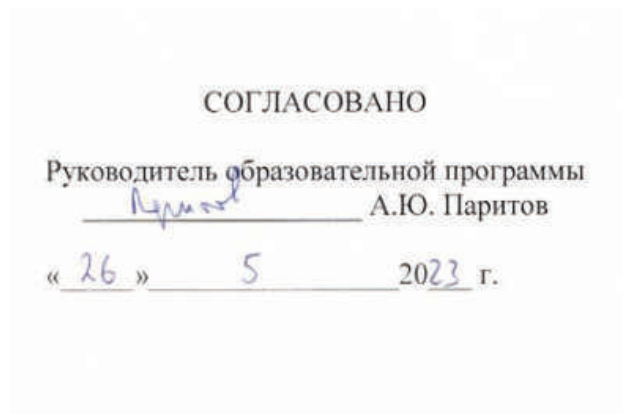 СОГЛАСОВАНО
Руководитель образовательной программы
А.Ю. Паритов
« 26 » 5 2023 г.